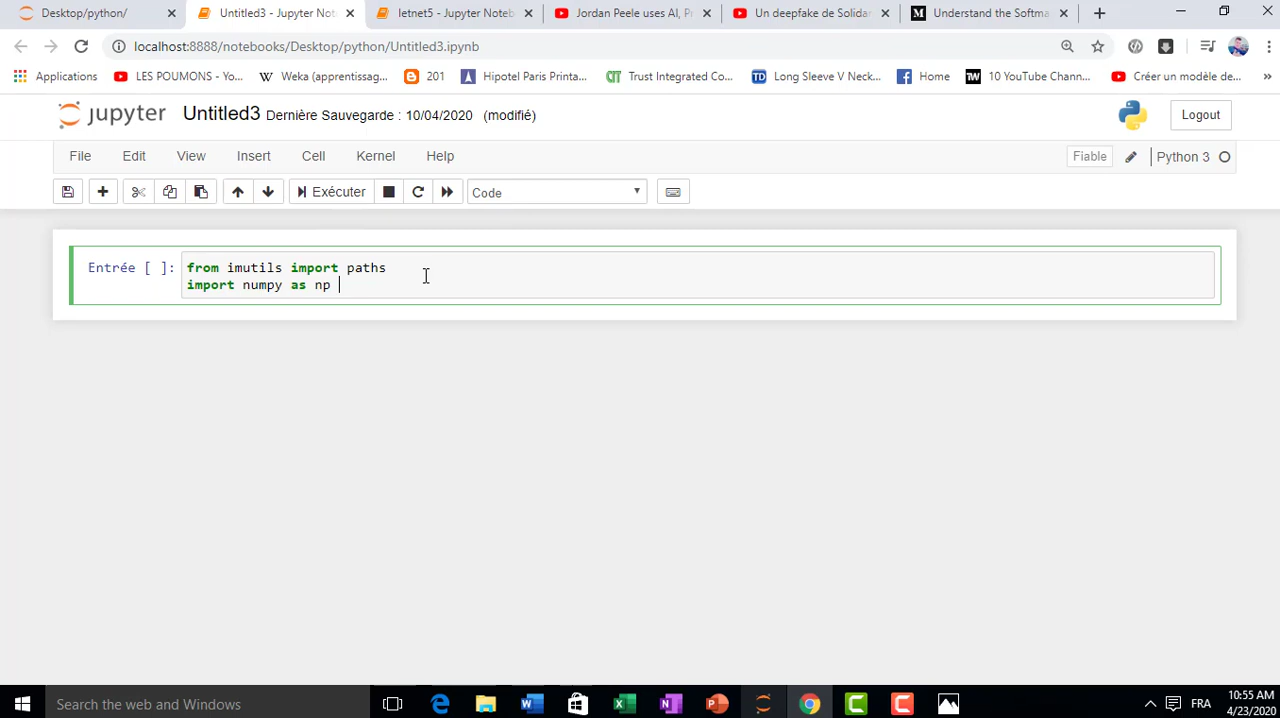 Desktop/python/
Untitled3 - Jupyter Not
letnet5 - Jupyter Notebo
Jordan Peele uses AI, Pr
Un deepfake de Solidar
Understand the Softma
localhost:8888/notebooks/Desktop/python/Untitled3.ipynb
Applications
LES POUMONS - Yo...
Weka (apprentissag...
201
Hipotel Paris Printa...
Trust Integrated Co...
Long Sleeve V Neck...
Home
10 YouTube Chann...
Créer un modèle de...
jupyter
Untitled3 Dernière Sauvegarde : 10/04/2020 (modifié)
Logout
File Edit View Insert Cell Kernel Help
Fiable
Python 3
Exécuter
Code
Entrée [ ]:
from imutils import paths
import numpy as np
Search the web and Windows
FRA
10:55 AM
4/23/2020